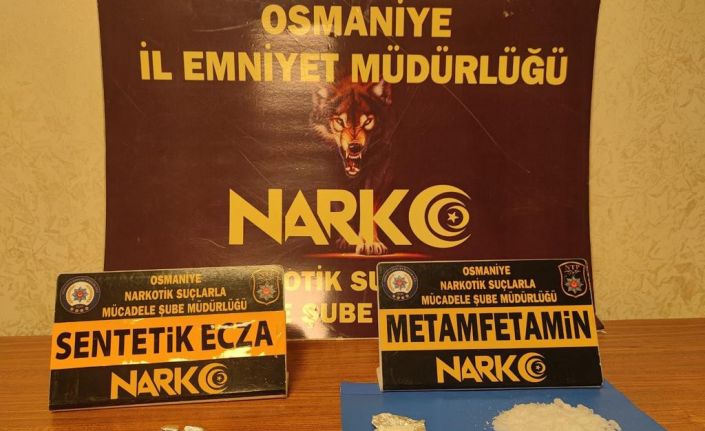 OSMANİYE
İL EMNİYET MÜDÜRLÜĞÜ
NARKO
OSMANİYE
NARKOTİK SUÇLARLA
MÜCADELE ŞUBE MÜDÜRLÜĞÜ
SENTETİK ECZA
NARKO
OSMANİYE
NARKOTİK SUÇLARLA
MÜCADELE ŞUBE MÜDÜRLÜĞÜ
METAMFETAMİN
NARKO